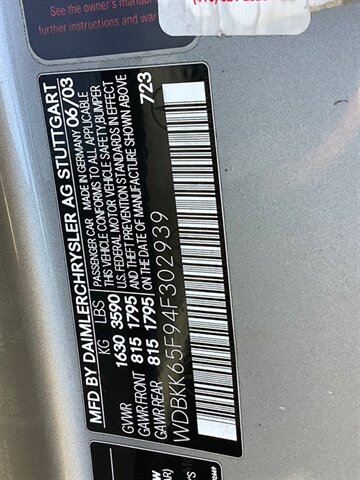 See the owner's manual
further instructions and
MFD BY DAIMLERCHRYSLER AG STUTTGART
MADE IN GERMANY 06/03
PASSENGER CAR
KG LBS THIS VEHICLE CONFORMS TO ALL APPLICABLE
U.S. FEDERAL MOTOR VEHICLE SAFETY, BUMPER
GVWR 1630 3590 AND THEFT PREVENTION STANDARDS IN EFFECT
GAWR FRONT 815 1795 ON THE DATE OF MANUFACTURE SHOWN ABOVE
GAWR REAR 815 1795 723
WDBKK65F94F302939